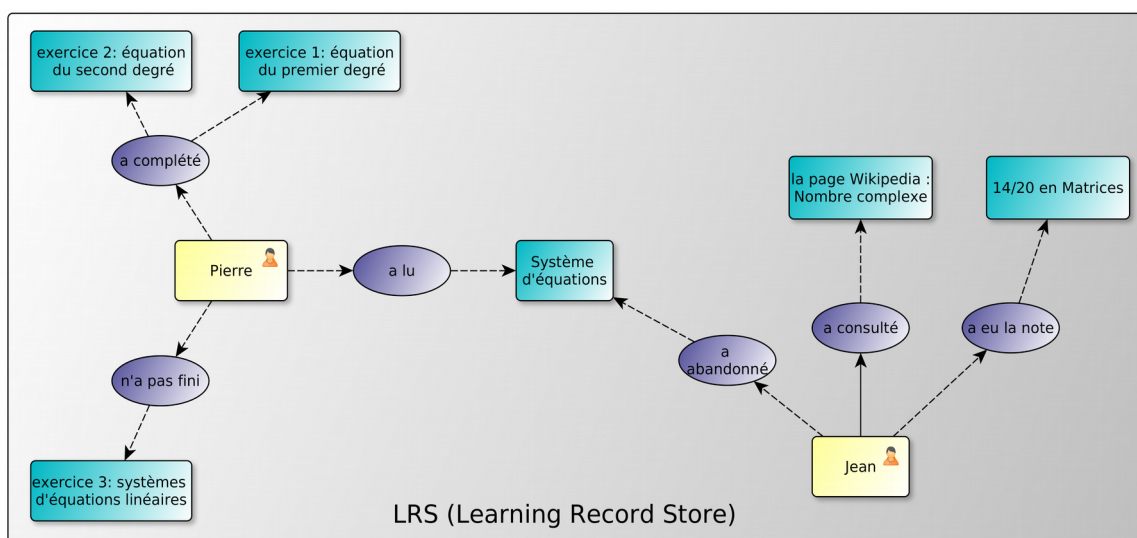 exercice 2: équation
du second degré
exercice 1: équation
du premier degré
a complété
la page Wikipedia :
Nombre complexe
14/20 en Matrices
Pierre
a lu
Système
d'équations
a consulté
a eu la note
a
abandonné
n'a pas fini
Jean
exercice 3: systèmes
d'équations linéaires
LRS (Learning Record Store)